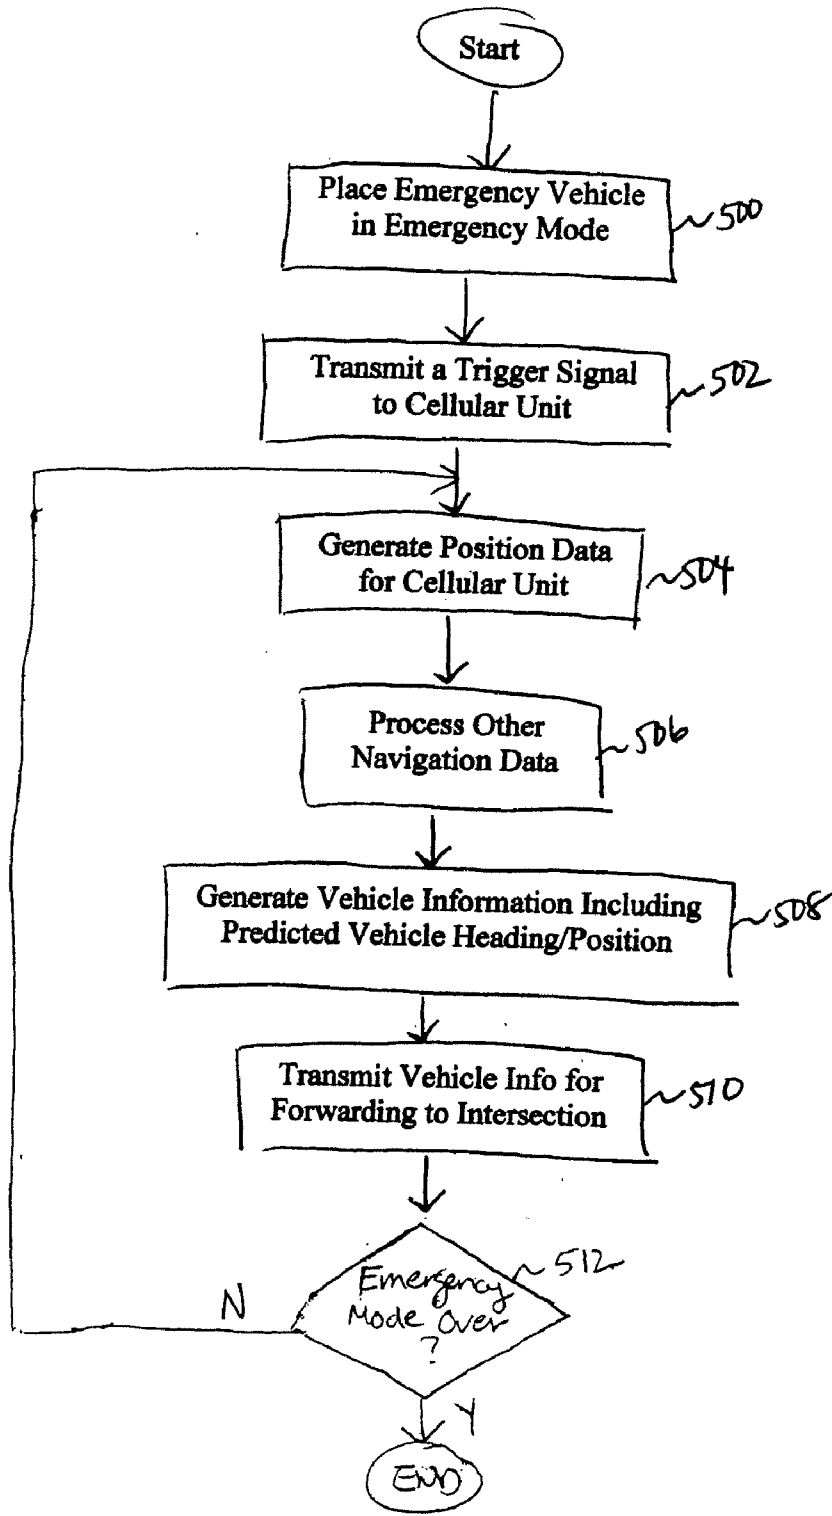 Start
Place Emergency Vehicle
in Emergency Mode
500
Transmit a Trigger Signal
to Cellular Unit
502
Generate Position Data
for Cellular Unit
504
Process Other
Navigation Data
506
Generate Vehicle Information Including
Predicted Vehicle Heading/Position
508
Transmit Vehicle Info for
Forwarding to Intersection
510
512
Emergency
Mode Over
?
N
Y
END